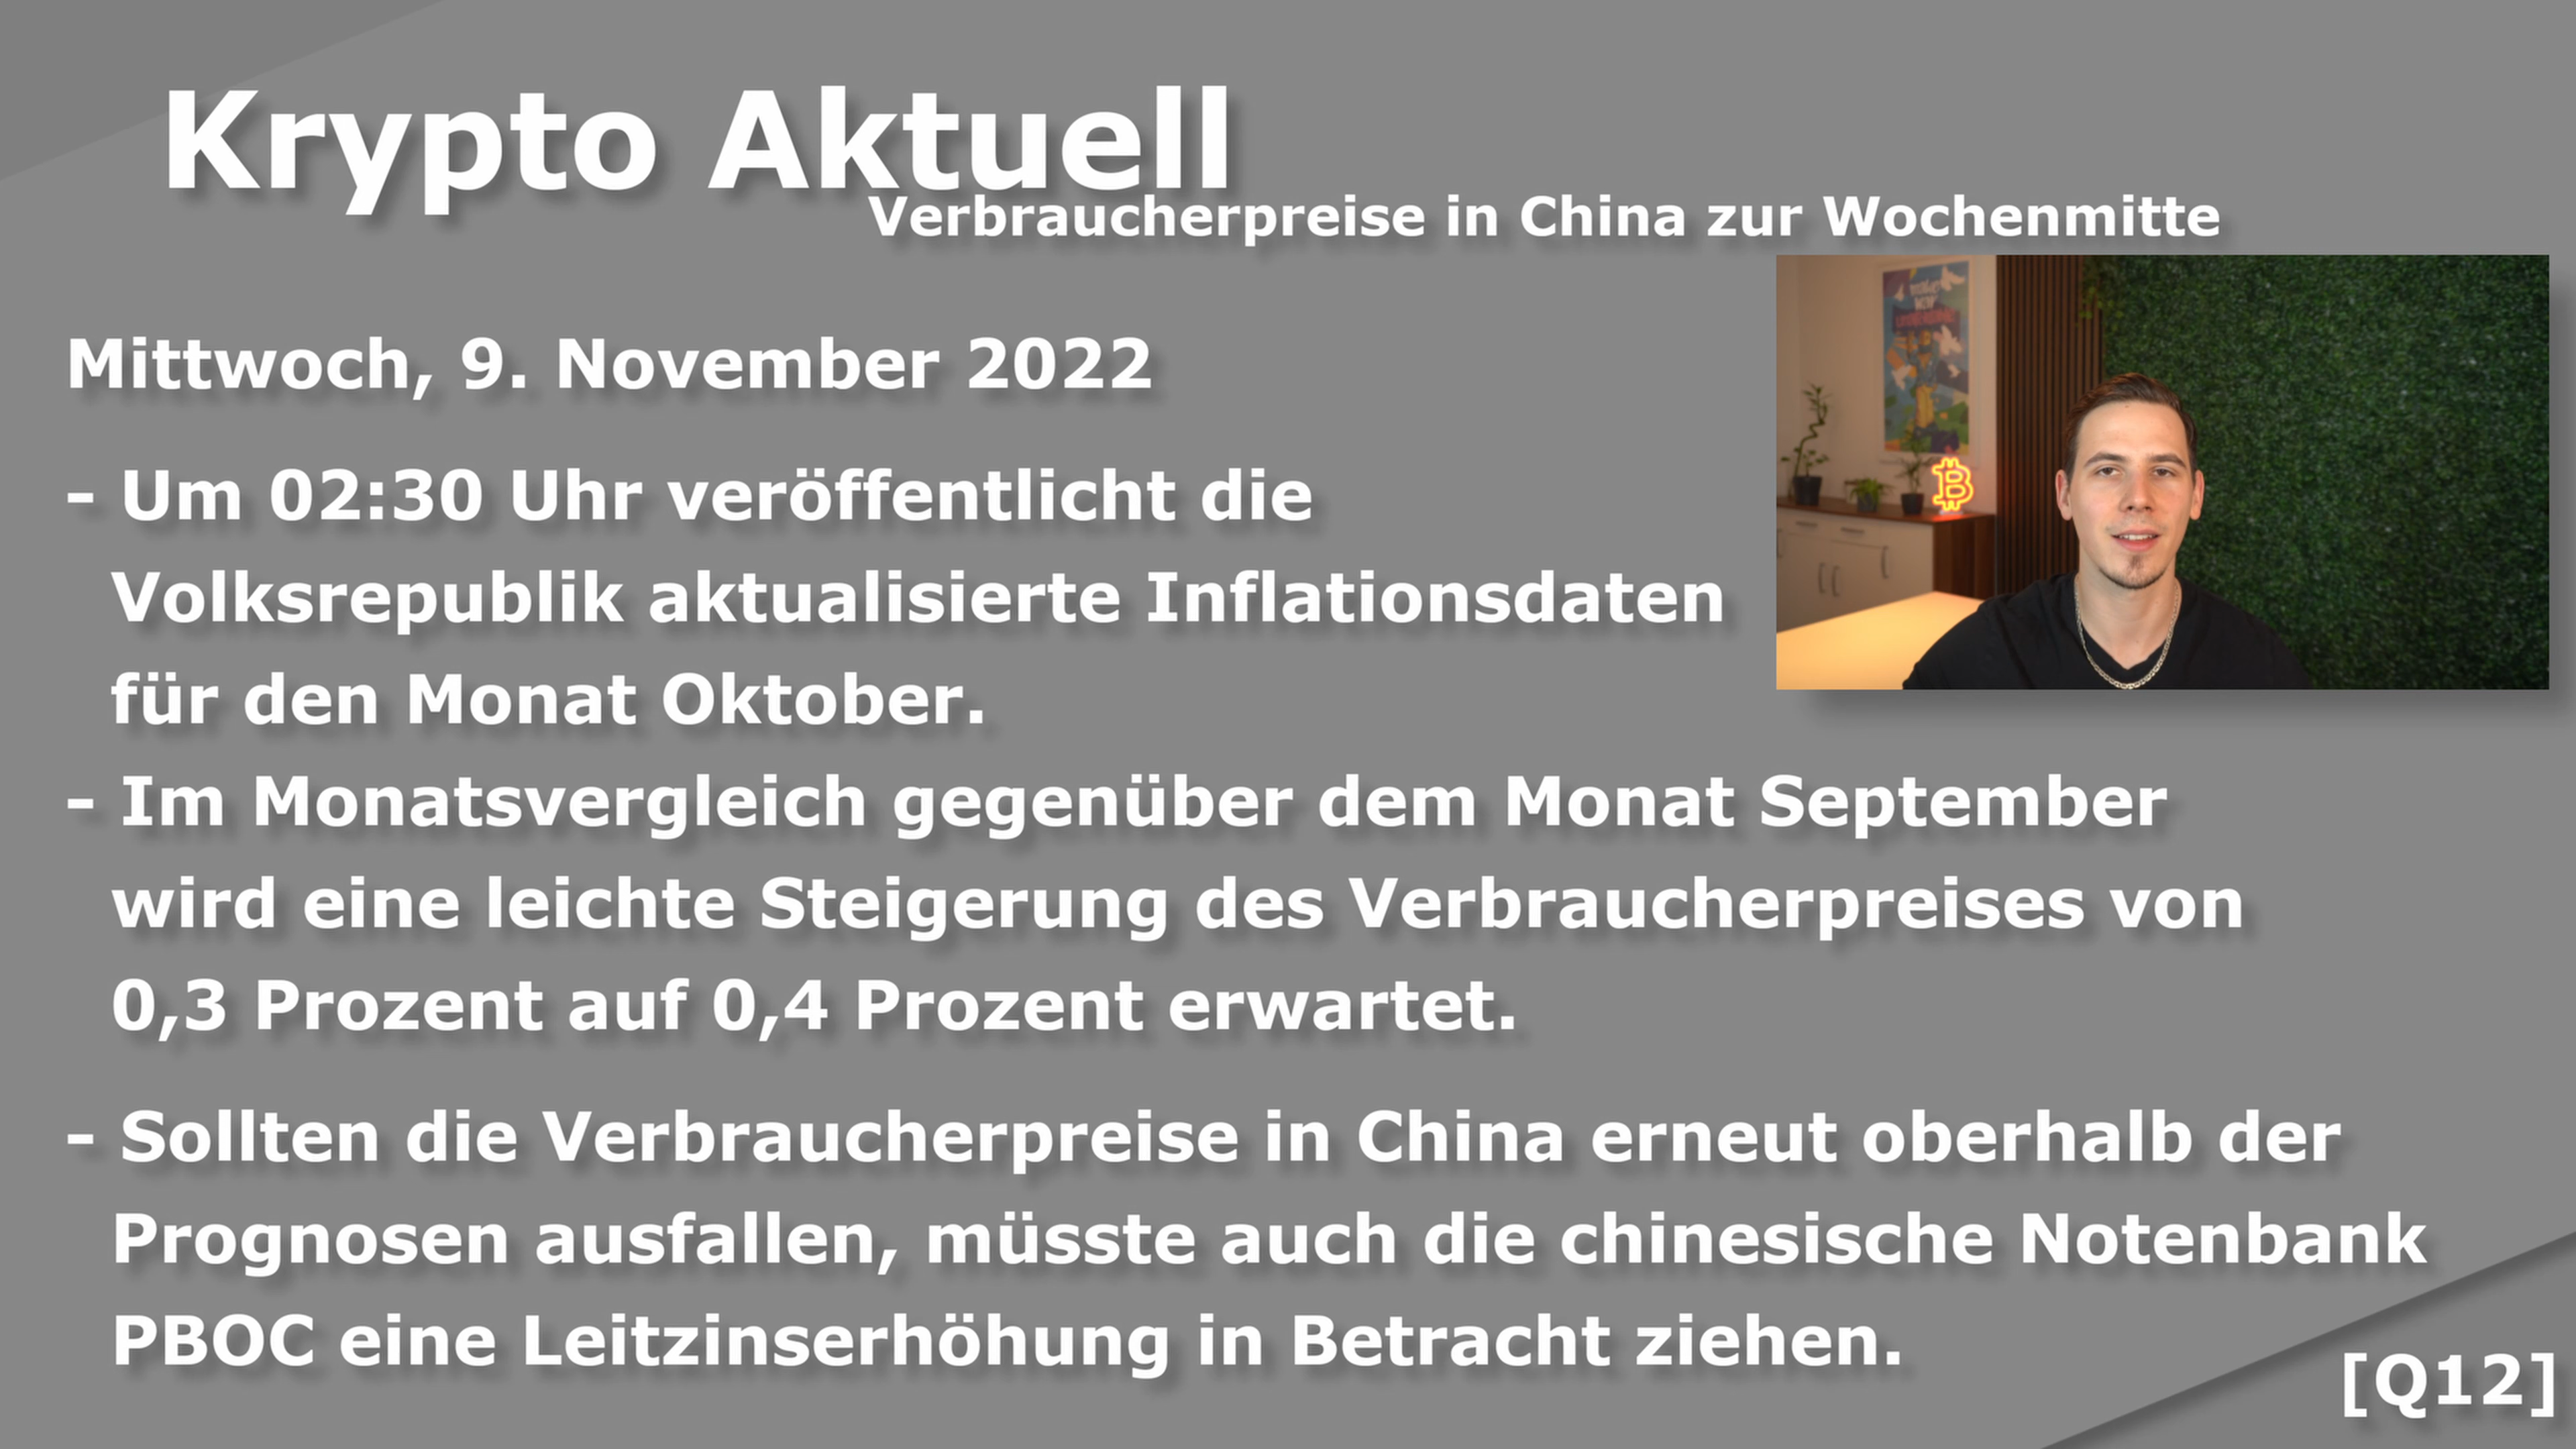 Krypto Aktuell
Verbraucherpreise in China zur Wochenmitte
Mittwoch, 9. November 2022
- Um 02:30 Uhr veröffentlicht die
Volksrepublik aktualisierte Inflationsdaten
für den Monat Oktober.
- Im Monatsvergleich gegenüber dem Monat September
wird eine leichte Steigerung des Verbraucherpreises von
0,3 Prozent auf 0,4 Prozent erwartet.
- Sollten die Verbraucherpreise in China erneut oberhalb der
Prognosen ausfallen, müsste auch die chinesische Notenbank
PBOC eine Leitzinserhöhung in Betracht ziehen.
[Q12]